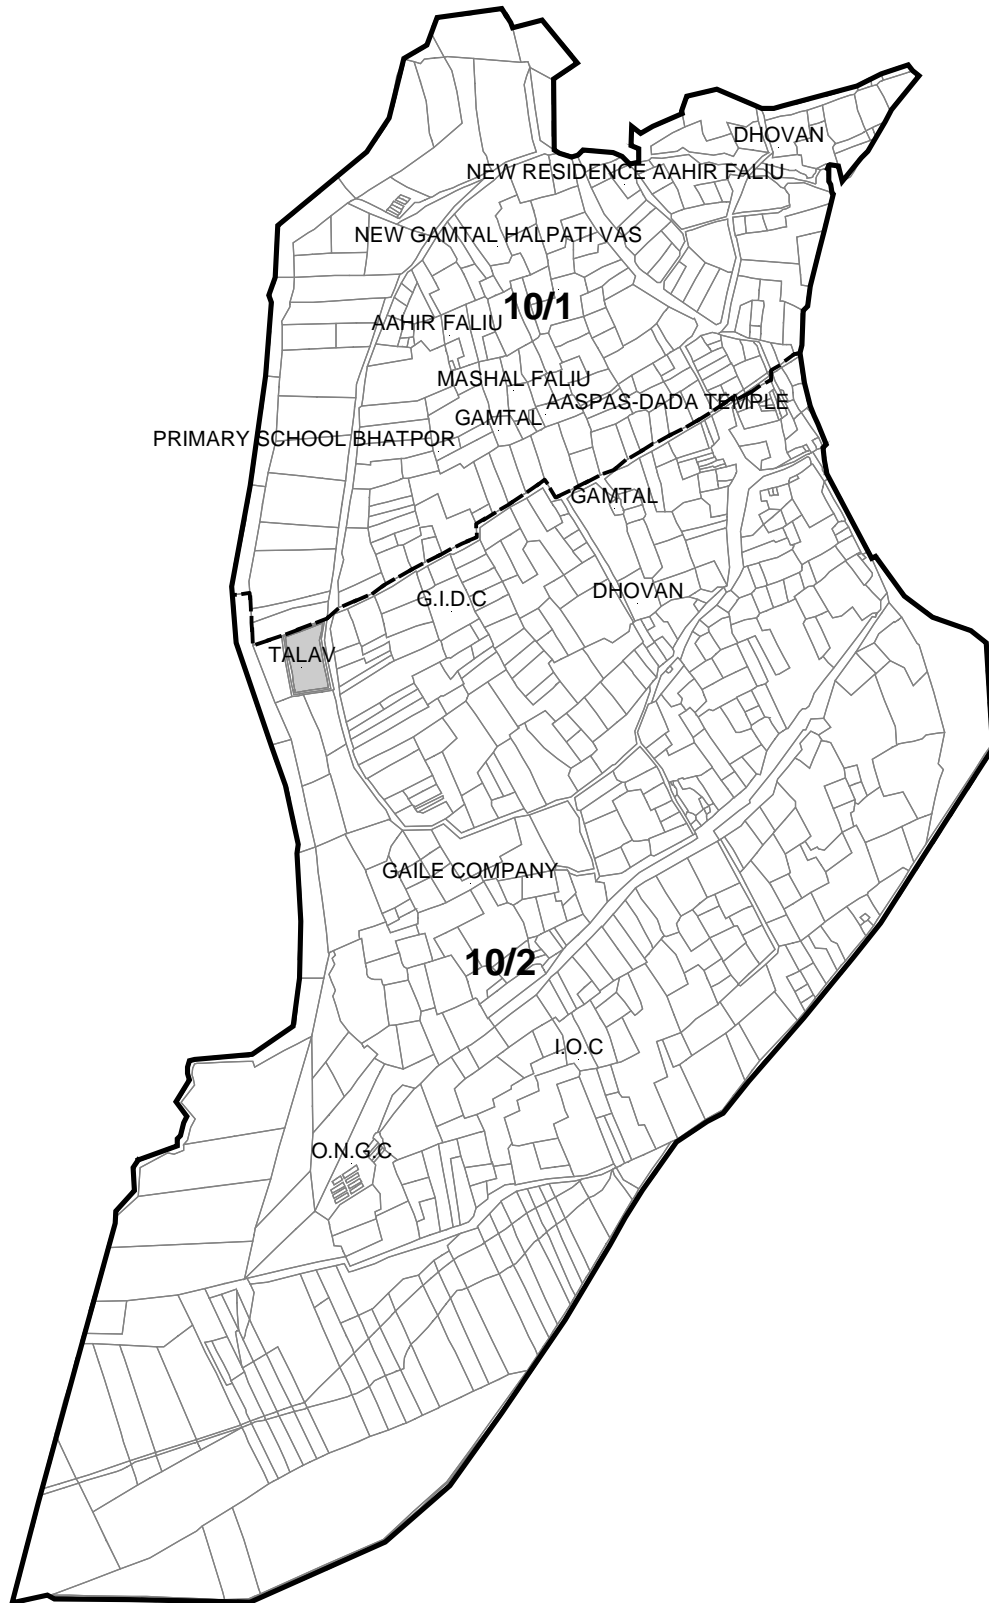 DHOVAN
NEW RESIDENCE AAHIR FALIU
NEW GAMTAL HALPATI VAS
10/1
AAHIR FALIU
MASHAL FALIU
AASPAS-DADA TEMPLE
GAMTAL
PRIMARY SCHOOL BHATPOR
GAMTAL
DHOVAN
G.I.D.C
TALAV
GAILE COMPANY
10/2
I.O.C
O.N.G.C